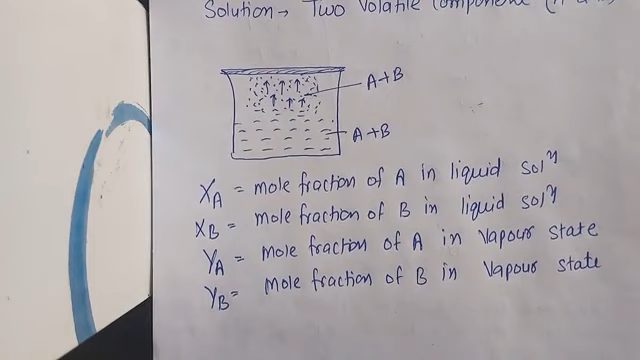 Solution → Two Volatile Component (A
A+B
A+B
XA = mole fraction of A in liquid solⁿ
XB = mole fraction of B in liquid solⁿ
YA = Mole fraction of A in Vapour state
YB = Mole fraction of B in Vapour state